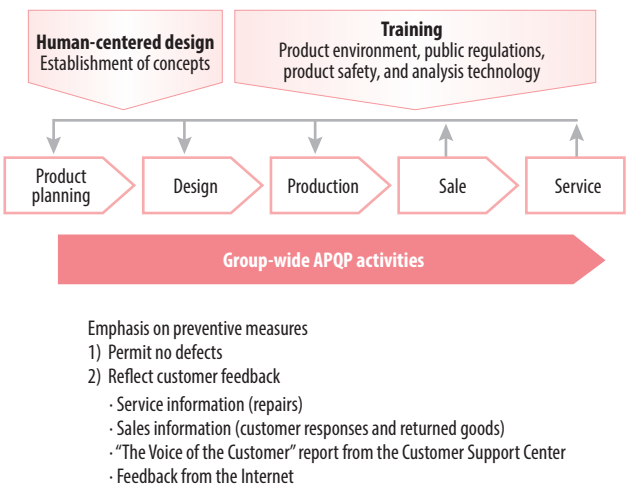 Human-centered design
Establishment of concepts
Training
Product environment, public regulations,
product safety, and analysis technology
Product
planning
Design
Production
Sale
Service
Group-wide APQP activities
Emphasis on preventive measures
1) Permit no defects
2) Reflect customer feedback
· Service information (repairs)
· Sales information (customer responses and returned goods)
· “The Voice of the Customer” report from the Customer Support Center
· Feedback from the Internet